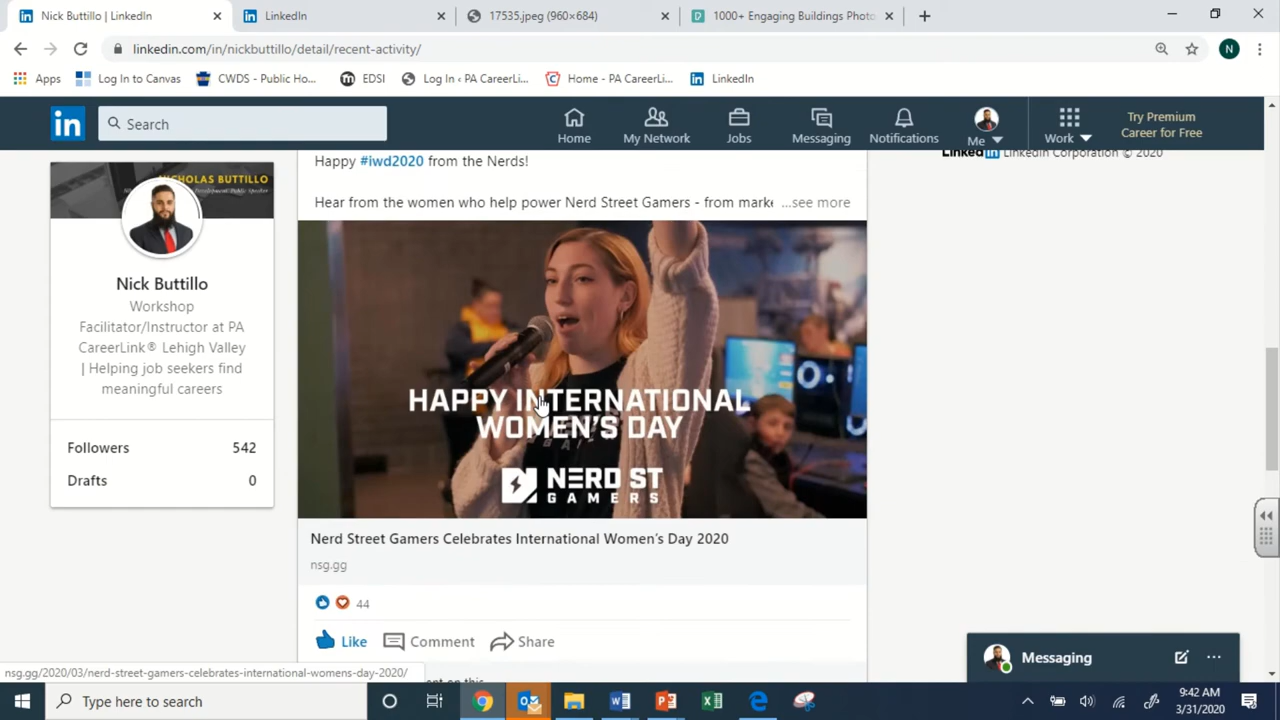 Nick Buttillo | LinkedIn
LinkedIn
17535.jpeg (960×684)
1000+ Engaging Buildings Photo
linkedin.com/in/nickbuttillo/detail/recent-activity/
N
Apps
Log In to Canvas
CWDS - Public Ho...
EDSI
Log In ‹ PA CareerLi...
Home - PA CareerLi...
LinkedIn
in
Search
Home
My Network
Jobs
Messaging
Notifications
Me
Work
Try Premium
Career for Free
LinkedIn LinkedIn Corporation © 2020
NICHOLAS BUTTILLO
Nick Buttillo
Workshop
Facilitator/Instructor at PA
CareerLink® Lehigh Valley
| Helping job seekers find
meaningful careers
Followers 542
Drafts 0
Happy #iwd2020 from the Nerds!
Hear from the women who help power Nerd Street Gamers - from marke ...see more
HAPPY INTERNATIONAL
WOMEN'S DAY
NERD ST
GAMERS
Nerd Street Gamers Celebrates International Women's Day 2020
nsg.gg
44
Like
Comment
Share
Messaging
nsg.gg/2020/03/nerd-street-gamers-celebrates-international-womens-day-2020/
Type here to search
9:42 AM
3/31/2020